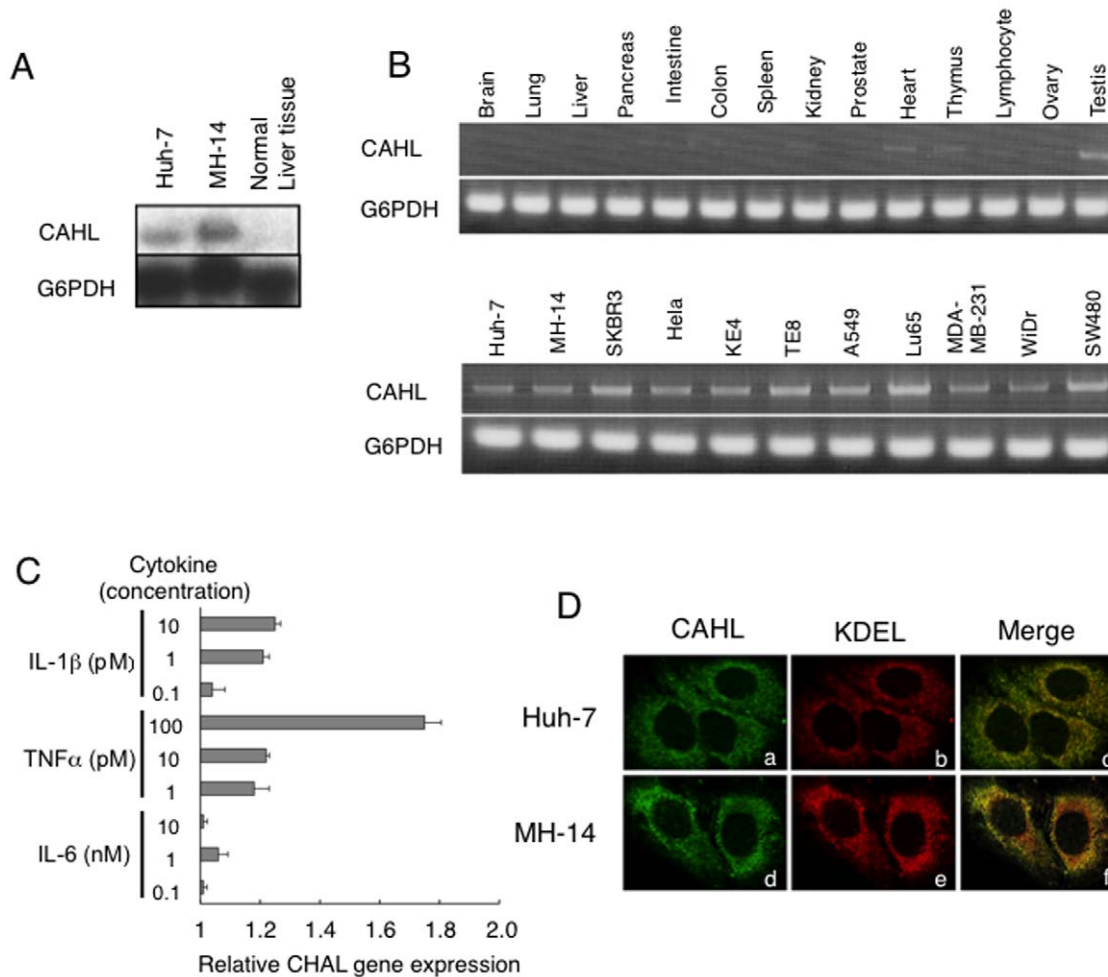 A
Huh-7
MH-14
Normal
Liver tissue
CAHL
G6PDH
B
Brain
Lung
Liver
Pancreas
Intestine
Colon
Spleen
Kidney
Prostate
Heart
Thymus
Lymphocyte
Ovary
Testis
CAHL
G6PDH
Huh-7
MH-14
SKBR3
Hela
KE4
TE8
A549
Lu65
MDA-
MB-231
WiDr
SW480
CAHL
G6PDH
C
Cytokine
(concentration)
IL-1β (pM)
10
1
0.1
TNFα (pM)
100
10
1
IL-6 (nM)
10
1
0.1
1 1.2 1.4 1.6 1.8 2.0
Relative CHAL gene expression
D
CAHL KDEL Merge
Huh-7
a b c
MH-14
d e f